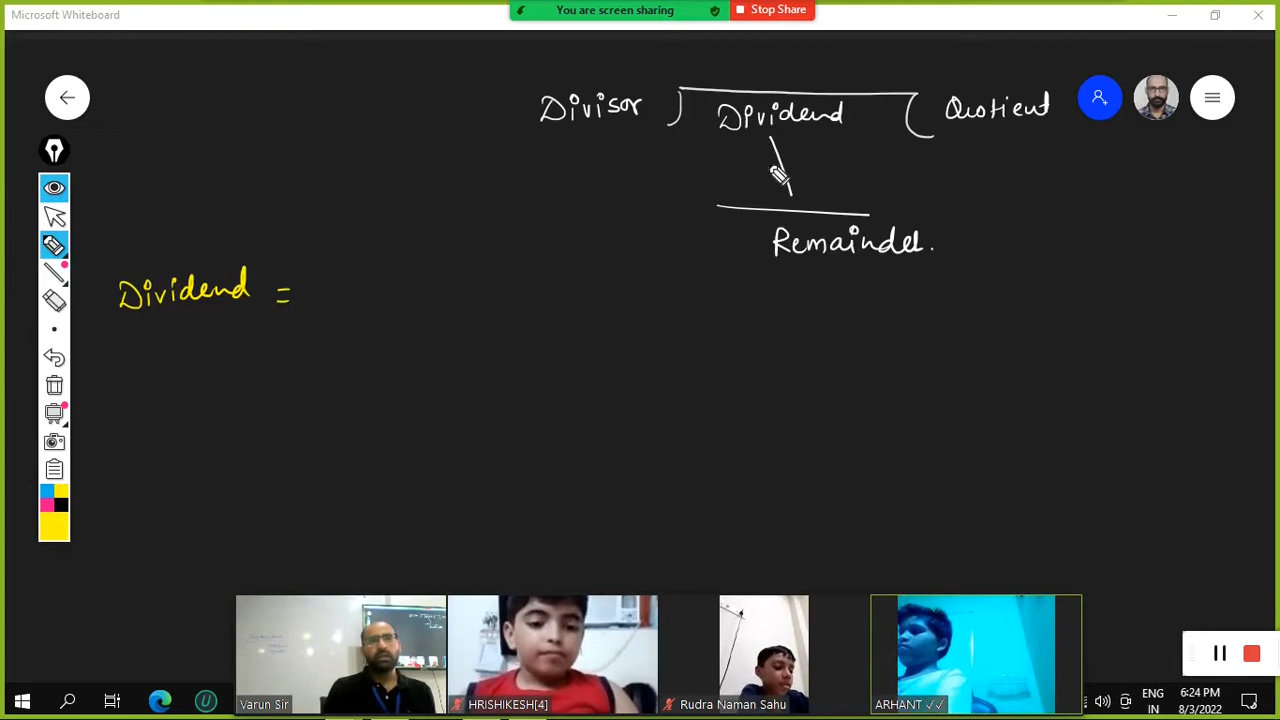 You are screen sharing
Stop Share
Microsoft Whiteboard
Divisor ) Dividend ( Quotient
Remainder.
Dividend =
Varun Sir
HRISHIKESH[4]
Rudra Naman Sahu
ARHANT ✓✓
ENG
IN
6:24 PM
8/3/2022